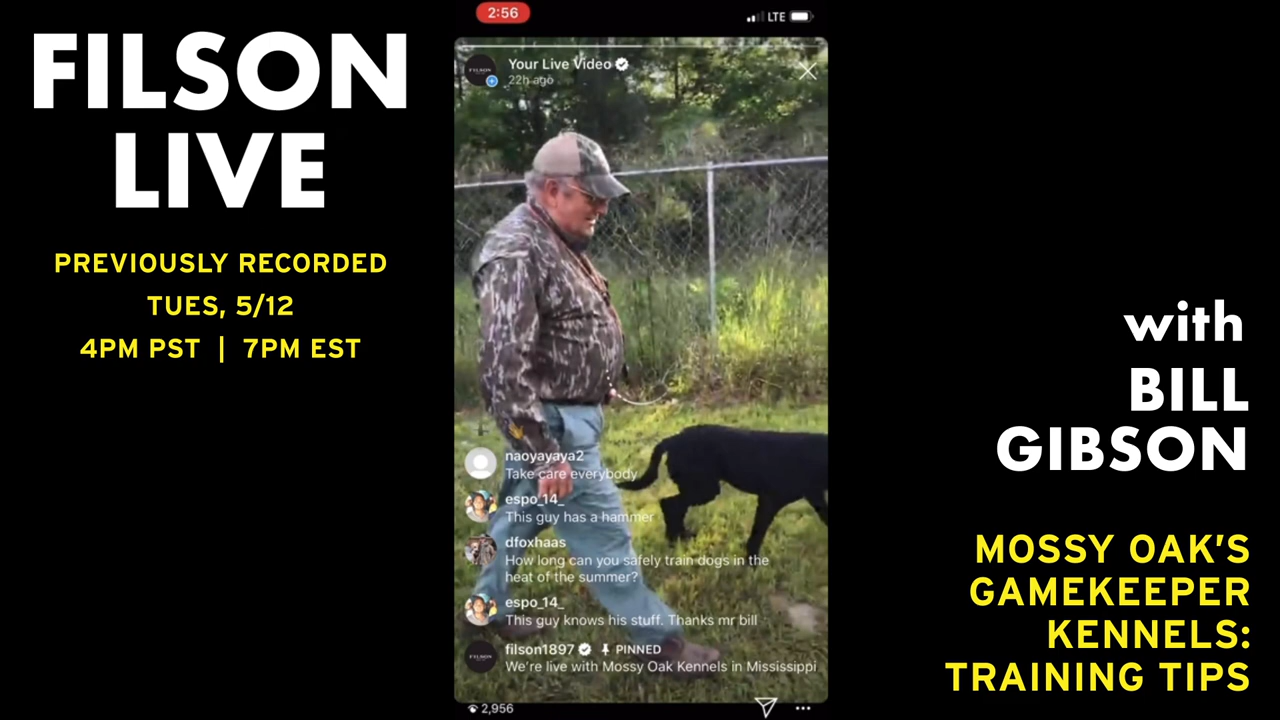 FILSON
LIVE
PREVIOUSLY RECORDED
TUES, 5/12
4PM PST | 7PM EST
2:56
LTE
FILSON
Your Live Video
22h ago
naoyayaya2
Take care everybody
espo_14_
This guy has a hammer
dfoxhaas
How long can you safely train dogs in the
heat of the summer?
espo_14_
This guy knows his stuff. Thanks mr bill
FILSON
filson1897 PINNED
We're live with Mossy Oak Kennels in Mississippi
2,956
with
BILL
GIBSON
MOSSY OAK'S
GAMEKEEPER
KENNELS:
TRAINING TIPS